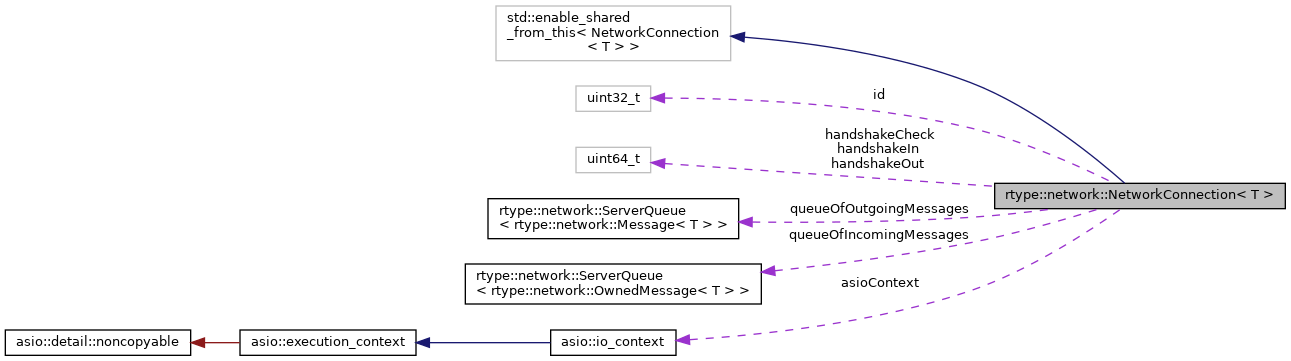 std::enable_shared
_from_this< NetworkConnection
< T > >
id
uint32_t
handshakeCheck
handshakeIn
handshakeOut
uint64_t
rtype::network::NetworkConnection< T >
rtype::network::ServerQueue
< rtype::network::Message< T > >
queueOfOutgoingMessages
queueOfIncomingMessages
rtype::network::ServerQueue
< rtype::network::OwnedMessage< T > >
asioContext
asio::detail::noncopyable
asio::execution_context
asio::io_context